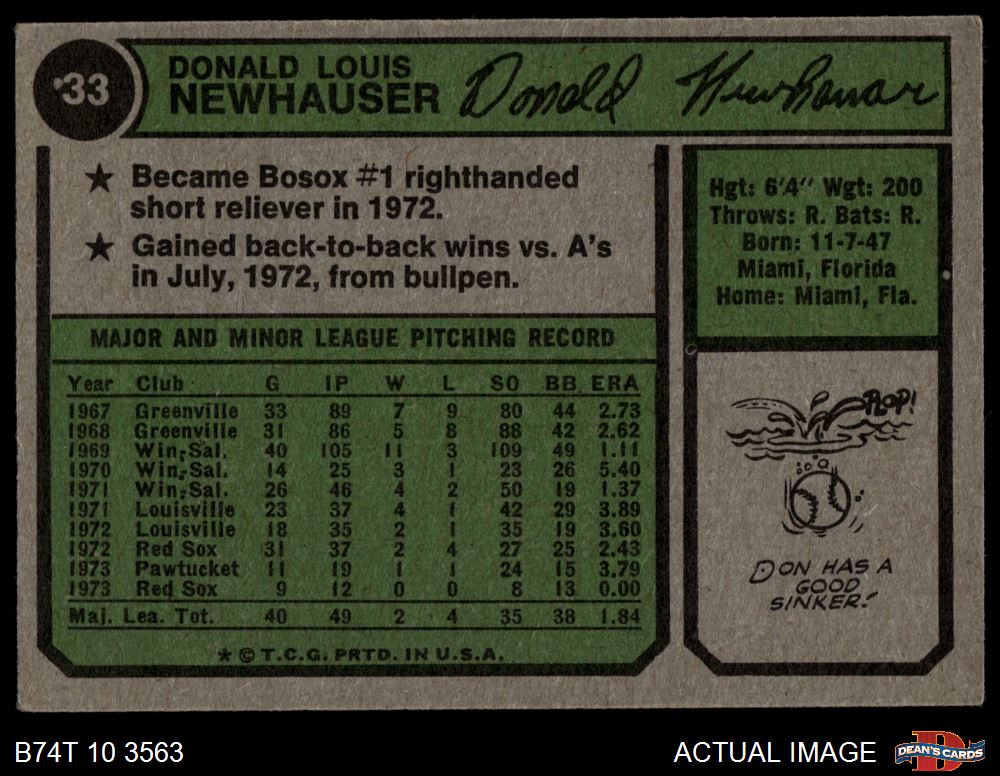 •33
DONALD LOUIS
NEWHAUSER
Donald Newhauser
★ Became Bosox #1 righthanded
short reliever in 1972.
★ Gained back-to-back wins vs. A's
in July, 1972, from bullpen.
Hgt: 6'4" Wgt: 200
Throws: R. Bats: R.
Born: 11-7-47
Miami, Florida
Home: Miami, Fla.
MAJOR AND MINOR LEAGUE PITCHING RECORD
Year Club G IP W L SO BB ERA
1967 Greenville 33 89 7 9 80 44 2.73
1968 Greenville 31 86 5 8 88 42 2.62
1969 Win.-Sal. 40 105 11 3 109 49 1.11
1970 Win.-Sal. 14 25 3 1 23 26 5.40
1971 Win.-Sal. 26 46 4 2 50 19 1.37
1971 Louisville 23 37 4 1 42 29 3.89
1972 Louisville 18 35 2 1 35 19 3.60
1972 Red Sox 31 37 2 4 27 25 2.43
1973 Pawtucket 11 19 1 1 24 15 3.79
1973 Red Sox 9 12 0 0 8 13 0.00
Maj. Lea. Tot. 40 49 2 4 35 38 1.84
★ © T.C.G. PRTD. IN U.S.A.
PLOP!
DON HAS A
GOOD
SINKER!
B74T 10 3563
ACTUAL IMAGE
DEAN'S CARDS